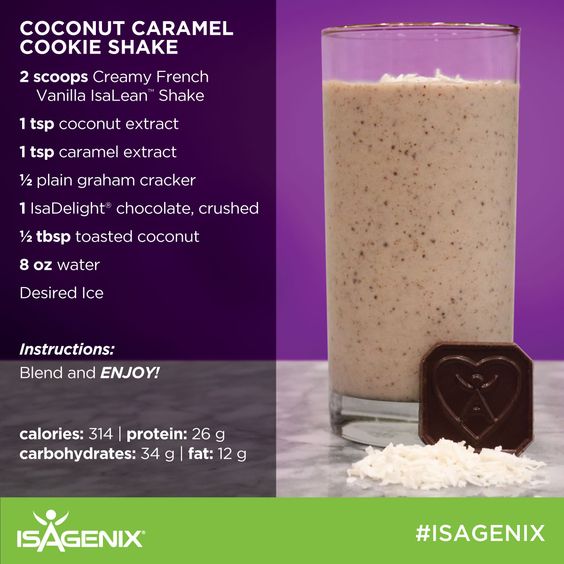 COCONUT CARAMEL
COOKIE SHAKE
2 scoops Creamy French
Vanilla IsaLean™ Shake
1 tsp coconut extract
1 tsp caramel extract
½ plain graham cracker
1 IsaDelight® chocolate, crushed
½ tbsp toasted coconut
8 oz water
Desired Ice
Instructions:
Blend and ENJOY!
calories: 314 | protein: 26 g
carbohydrates: 34 g | fat: 12 g
ISAGENIX®
#ISAGENIX